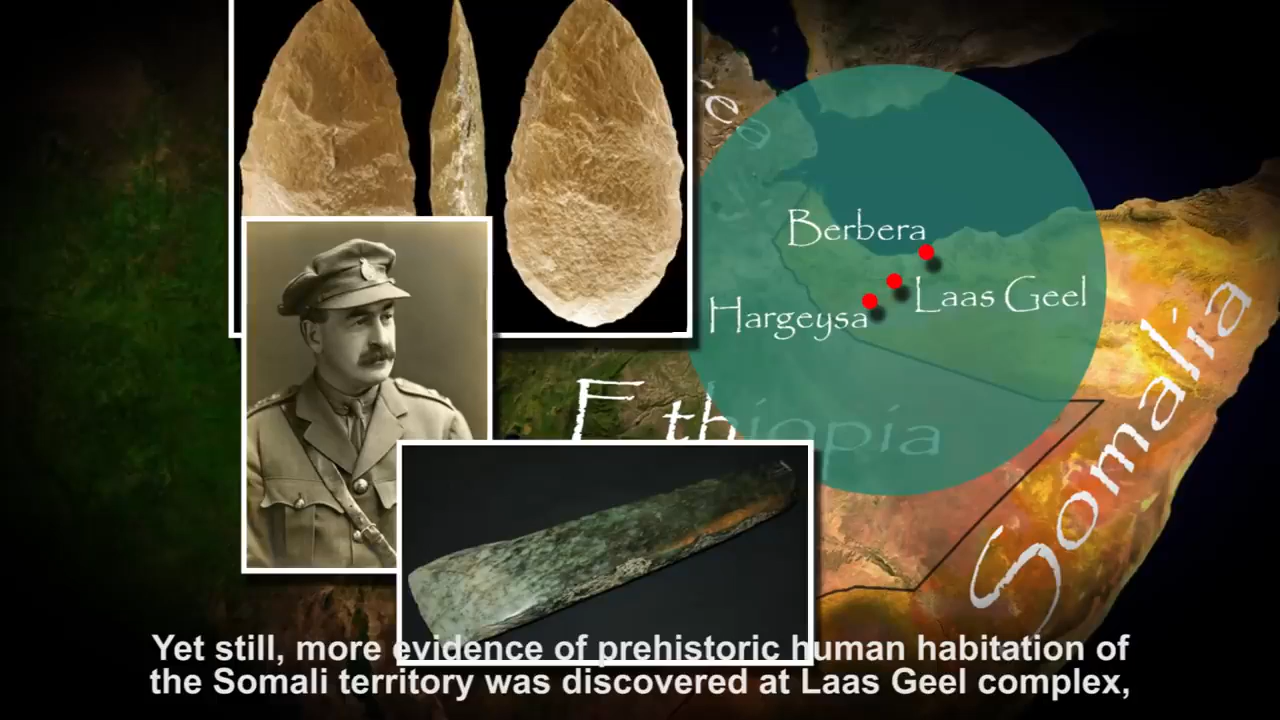 Berbera
Laas Geel
Hargeysa
Ethiopia
Somalia
Yet still, more evidence of prehistoric human habitation of
the Somali territory was discovered at Laas Geel complex,